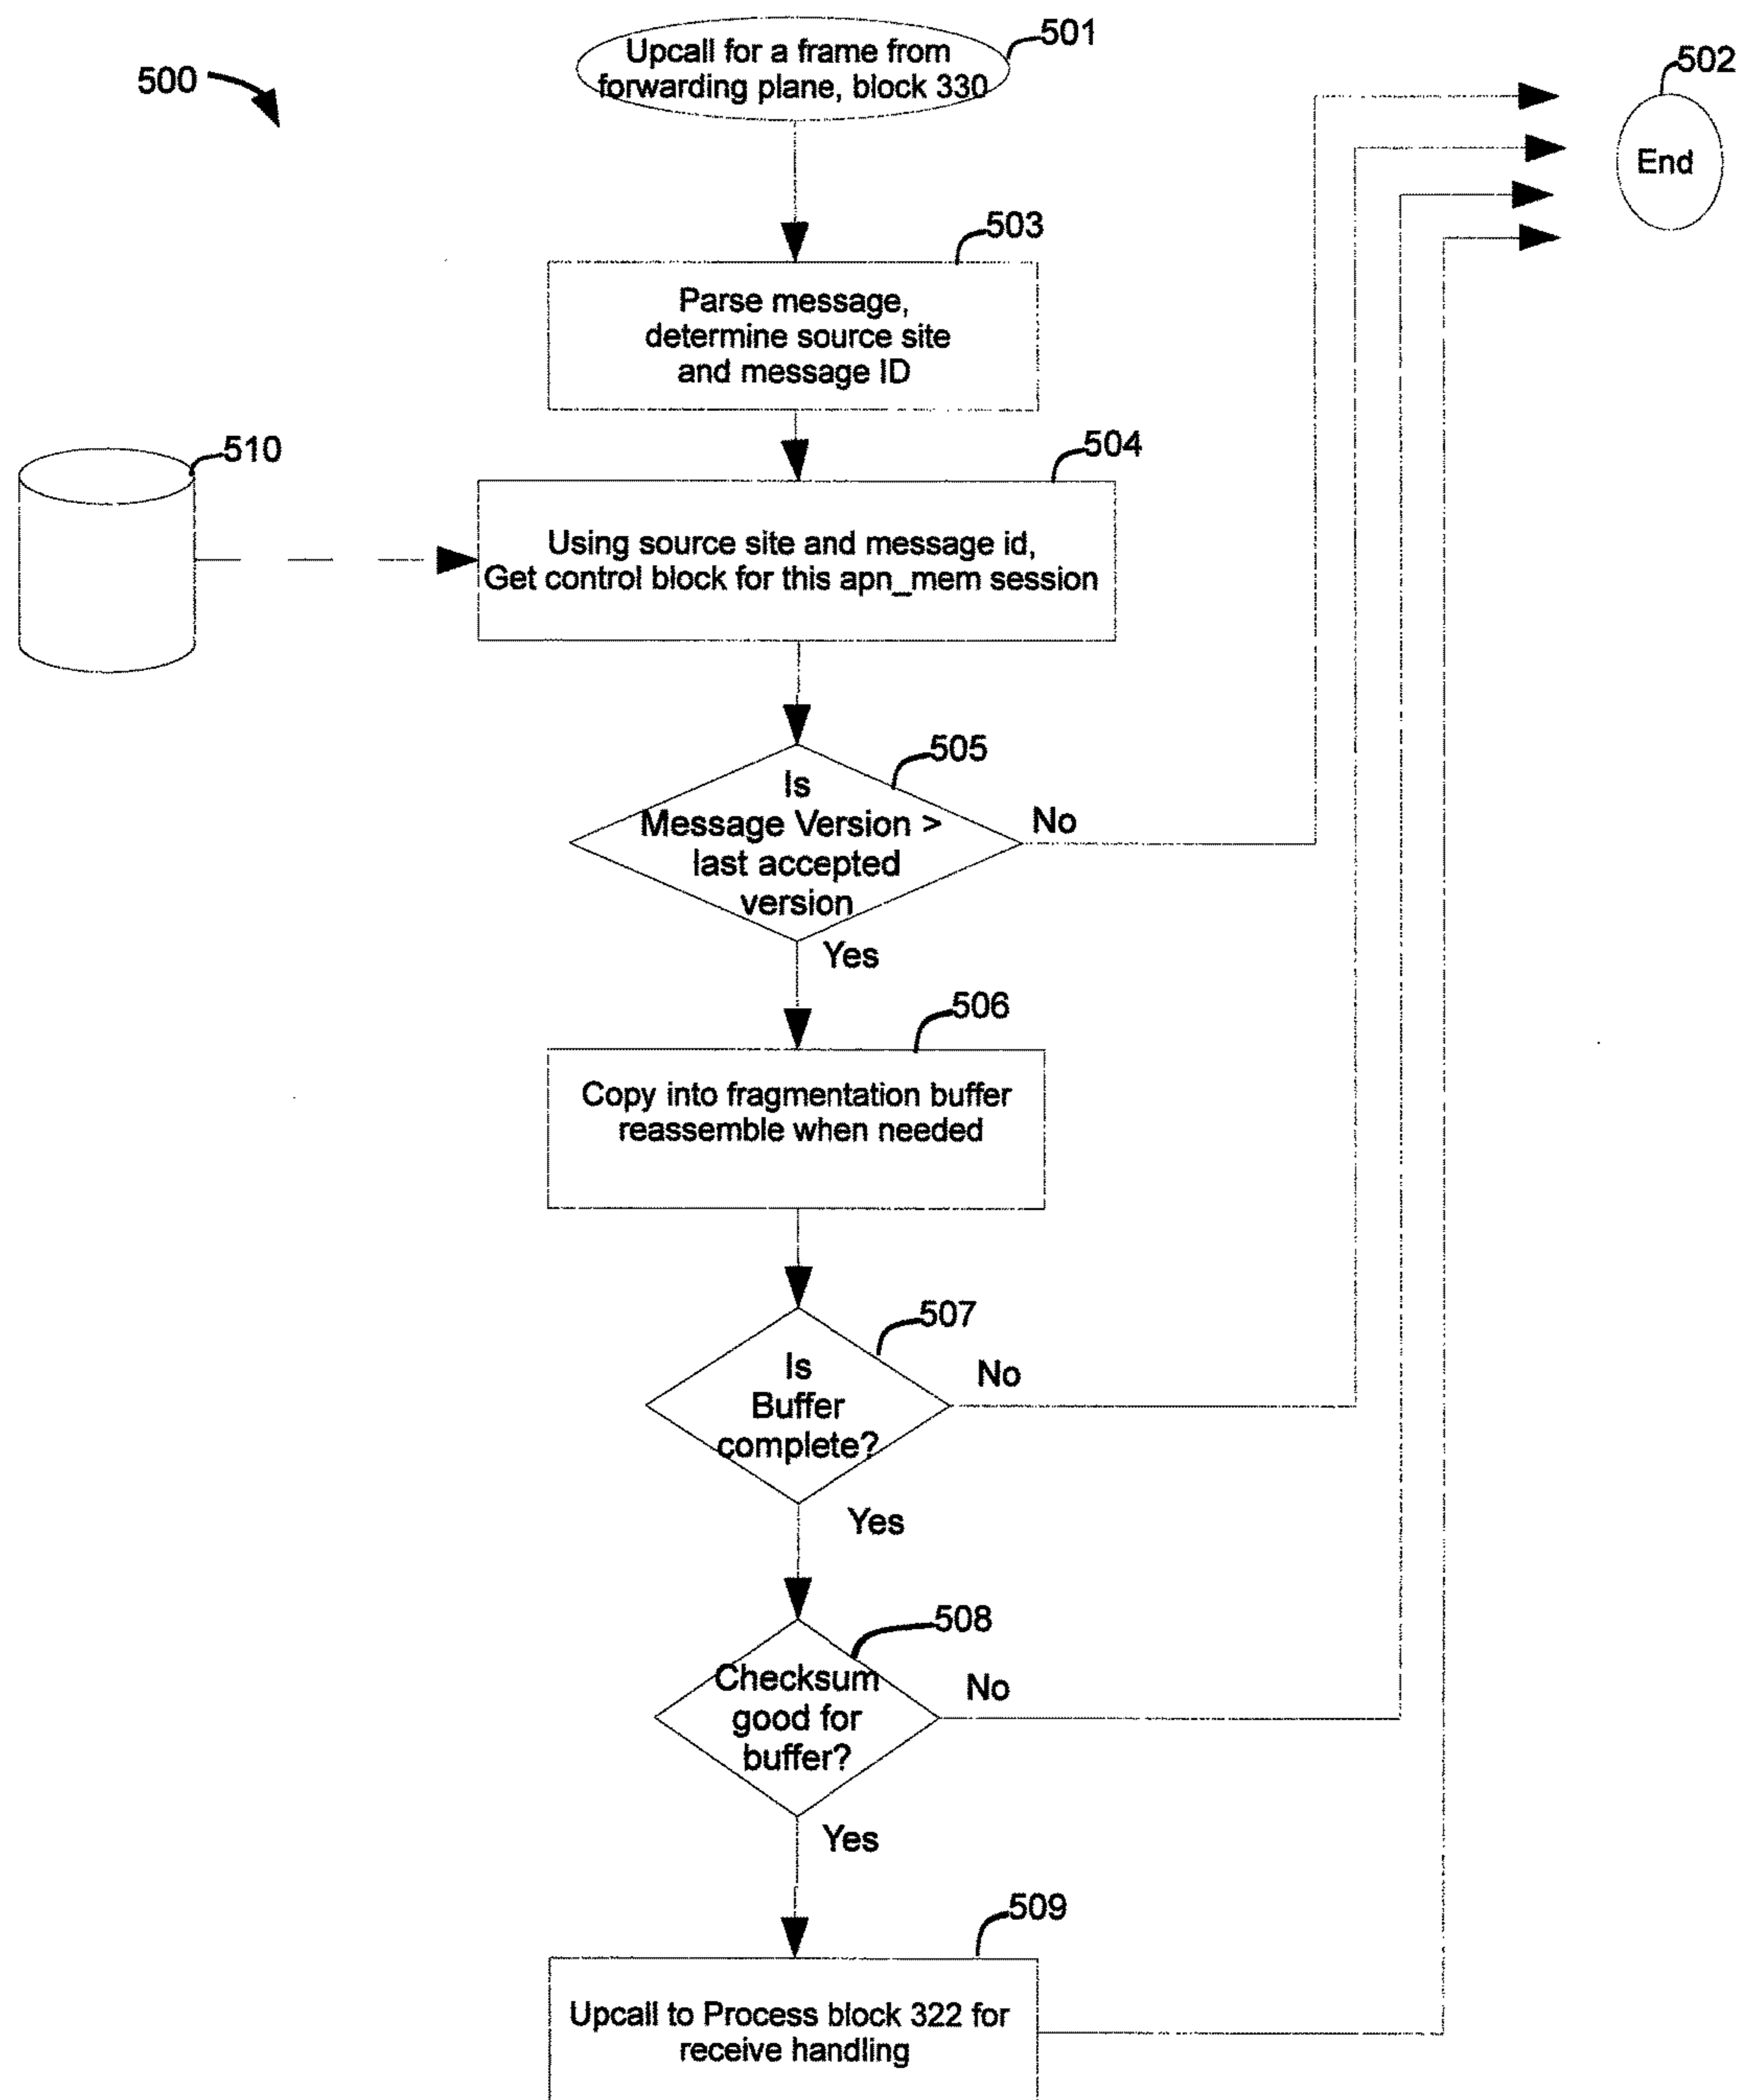 501
Upcall for a frame from
forwarding plane, block 330
500
502
End
503
Parse message,
determine source site
and message ID
510
504
Using source site and message id,
Get control block for this apn_mem session
505
Is
Message Version >
last accepted
version
No
Yes
506
Copy into fragmentation buffer
reassemble when needed
507
Is
Buffer
complete?
No
Yes
508
Checksum
good for
buffer?
No
Yes
509
Upcall to Process block 322 for
receive handling